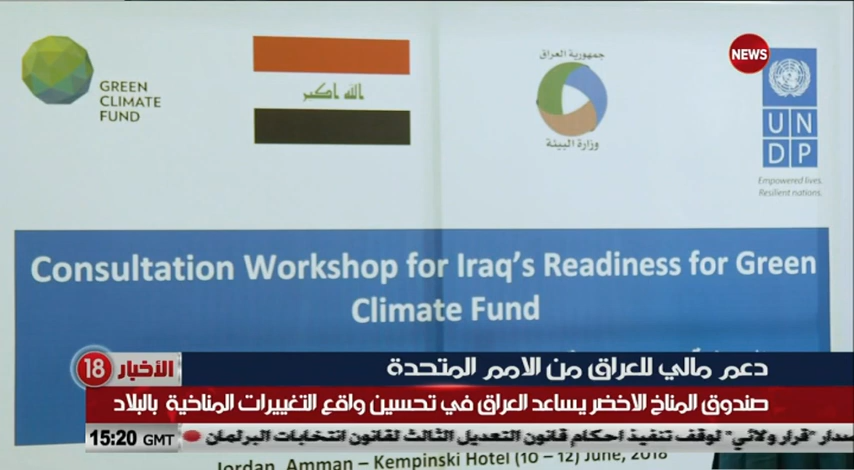 GREEN
CLIMATE
FUND
الله اكبر
جمهورية العراق
وزارة البيئة
NEWS
UN
DP
Empowered lives.
Resilient nations.
Consultation Workshop for Iraq's Readiness for Green
Climate Fund
الأخبار 18
دعم مالي للعراق من الامم المتحدة
صندوق المناخ الاخضر يساعد العراق في تحسين واقع التغييرات المناخية بالبلاد
15:20 GMT
صدار "قرار ولائي" لوقف تنفيذ احكام قانون التعديل الثالث لقانون انتخابات البرلمان
Jordan, Amman – Kempinski Hotel (10 – 12) June, 2018